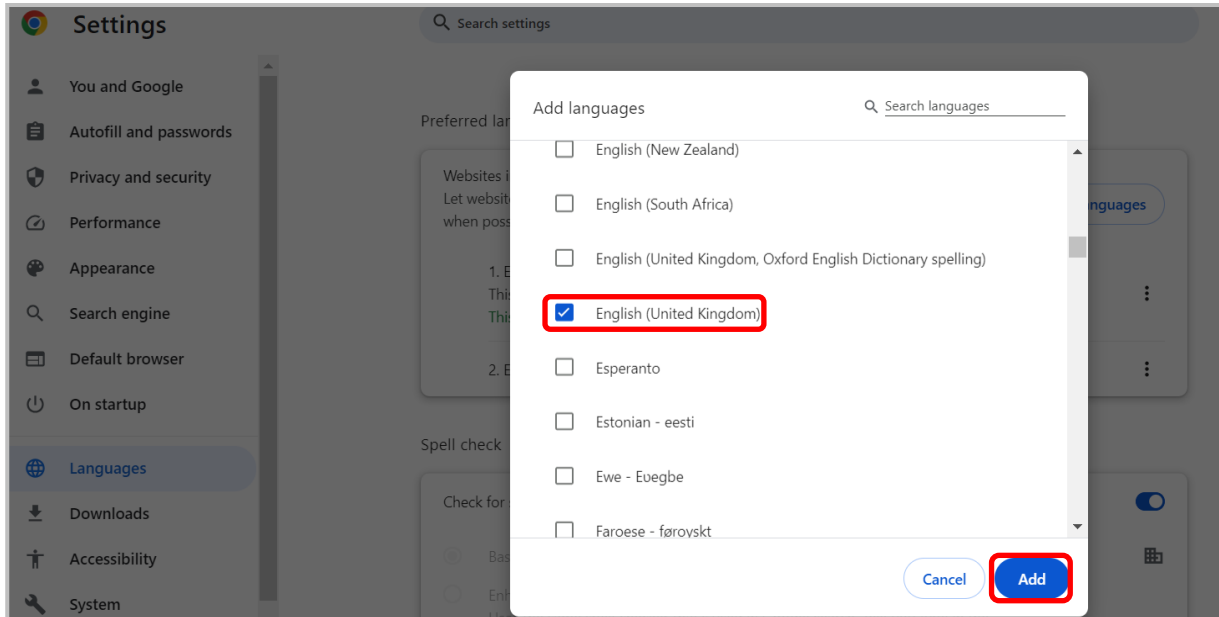 Settings
Search settings
You and Google
Autofill and passwords
Privacy and security
Performance
Appearance
Search engine
Default browser
On startup
Languages
Downloads
Accessibility
System
Preferred lan
Websites i
Let websit
when poss
nguages
1. E
This
This
2. E
Spell check
Check for
Bas
Enh
Add languages
Search languages
English (New Zealand)
English (South Africa)
English (United Kingdom, Oxford English Dictionary spelling)
English (United Kingdom)
Esperanto
Estonian - eesti
Ewe - Eʋegbe
Faroese - føroyskt
Cancel
Add